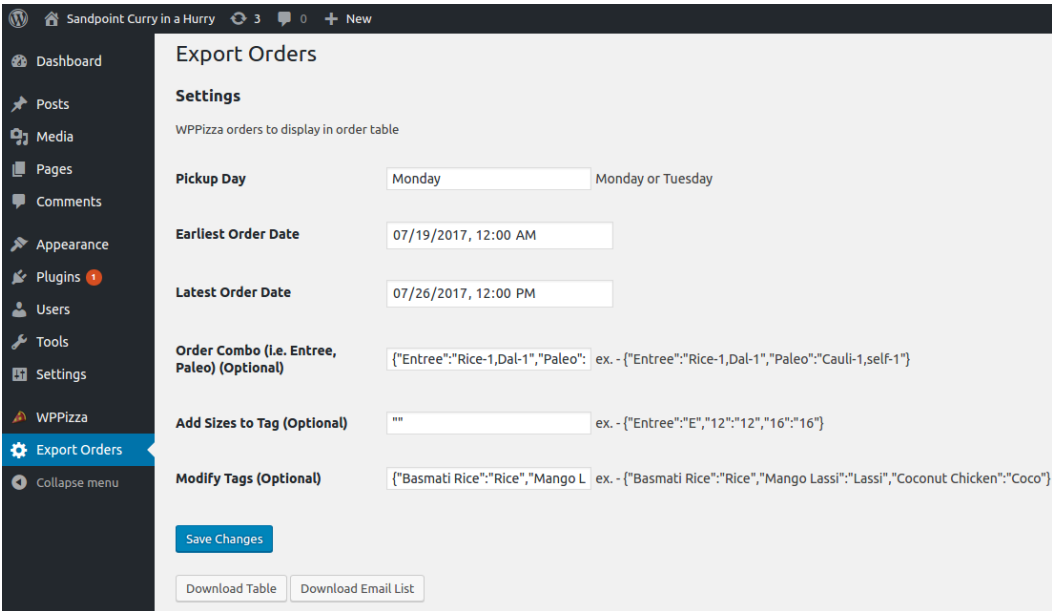 Sandpoint Curry in a Hurry 3 0 New
Dashboard
Posts
Media
Pages
Comments
Appearance
Plugins 1
Users
Tools
Settings
WPPizza
Export Orders
Collapse menu
Export Orders
Settings
WPPizza orders to display in order table
Pickup Day Monday Monday or Tuesday
Earliest Order Date 07/19/2017, 12:00 AM
Latest Order Date 07/26/2017, 12:00 PM
Order Combo (i.e. Entree,
Paleo) (Optional) {"Entree":"Rice-1,Dal-1","Paleo": ex. - {"Entree":"Rice-1,Dal-1","Paleo":"Cauli-1,self-1"}
Add Sizes to Tag (Optional) "" ex. - {"Entree":"E","12":"12","16":"16"}
Modify Tags (Optional) {"Basmati Rice":"Rice","Mango L ex. - {"Basmati Rice":"Rice","Mango Lassi":"Lassi","Coconut Chicken":"Coco"}
Save Changes
Download Table Download Email List